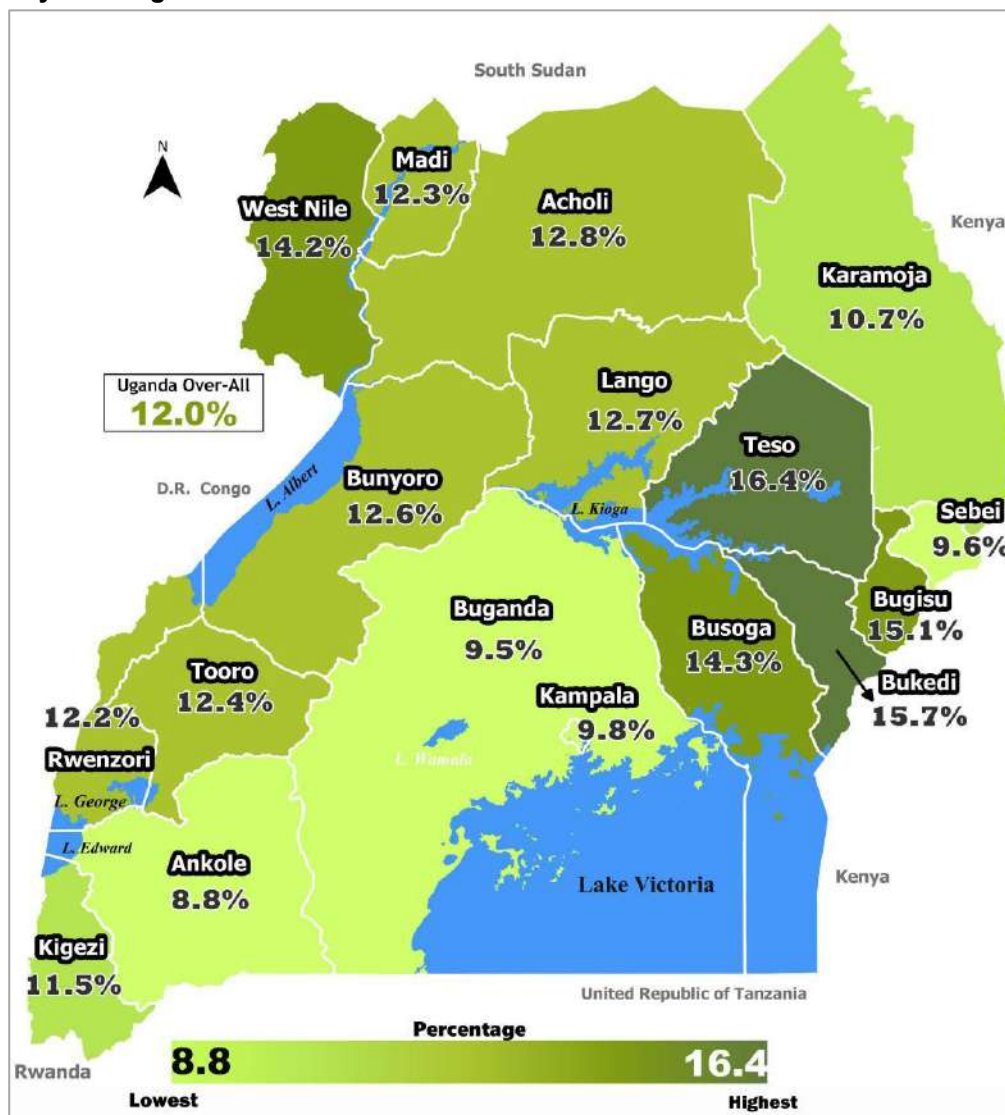 South Sudan
N
Madi
12.3%
West Nile
14.2%
Acholi
12.8%
Kenya
Karamoja
10.7%
Uganda Over-All
12.0%
Lango
12.7%
Teso
16.4%
D.R. Congo
L. Albert
Bunyoro
12.6%
L. Kioga
Sebei
9.6%
Buganda
9.5%
Busoga
14.3%
Bugisu
15.1%
Bukedi
15.7%
Tooro
12.4%
Kampala
9.8%
12.2%
Rwenzori
L. George
L. Wamala
L. Edward
Ankole
8.8%
Lake Victoria
Kenya
Kigezi
11.5%
United Republic of Tanzania
Percentage
8.8
16.4
Rwanda
Lowest
Highest